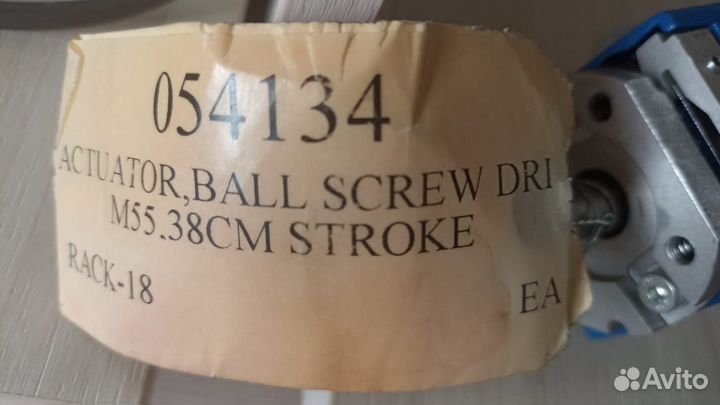 054134
ACTUATOR,BALL SCREW DRI
M55.38CM STROKE
RACK-18
EA
Avito